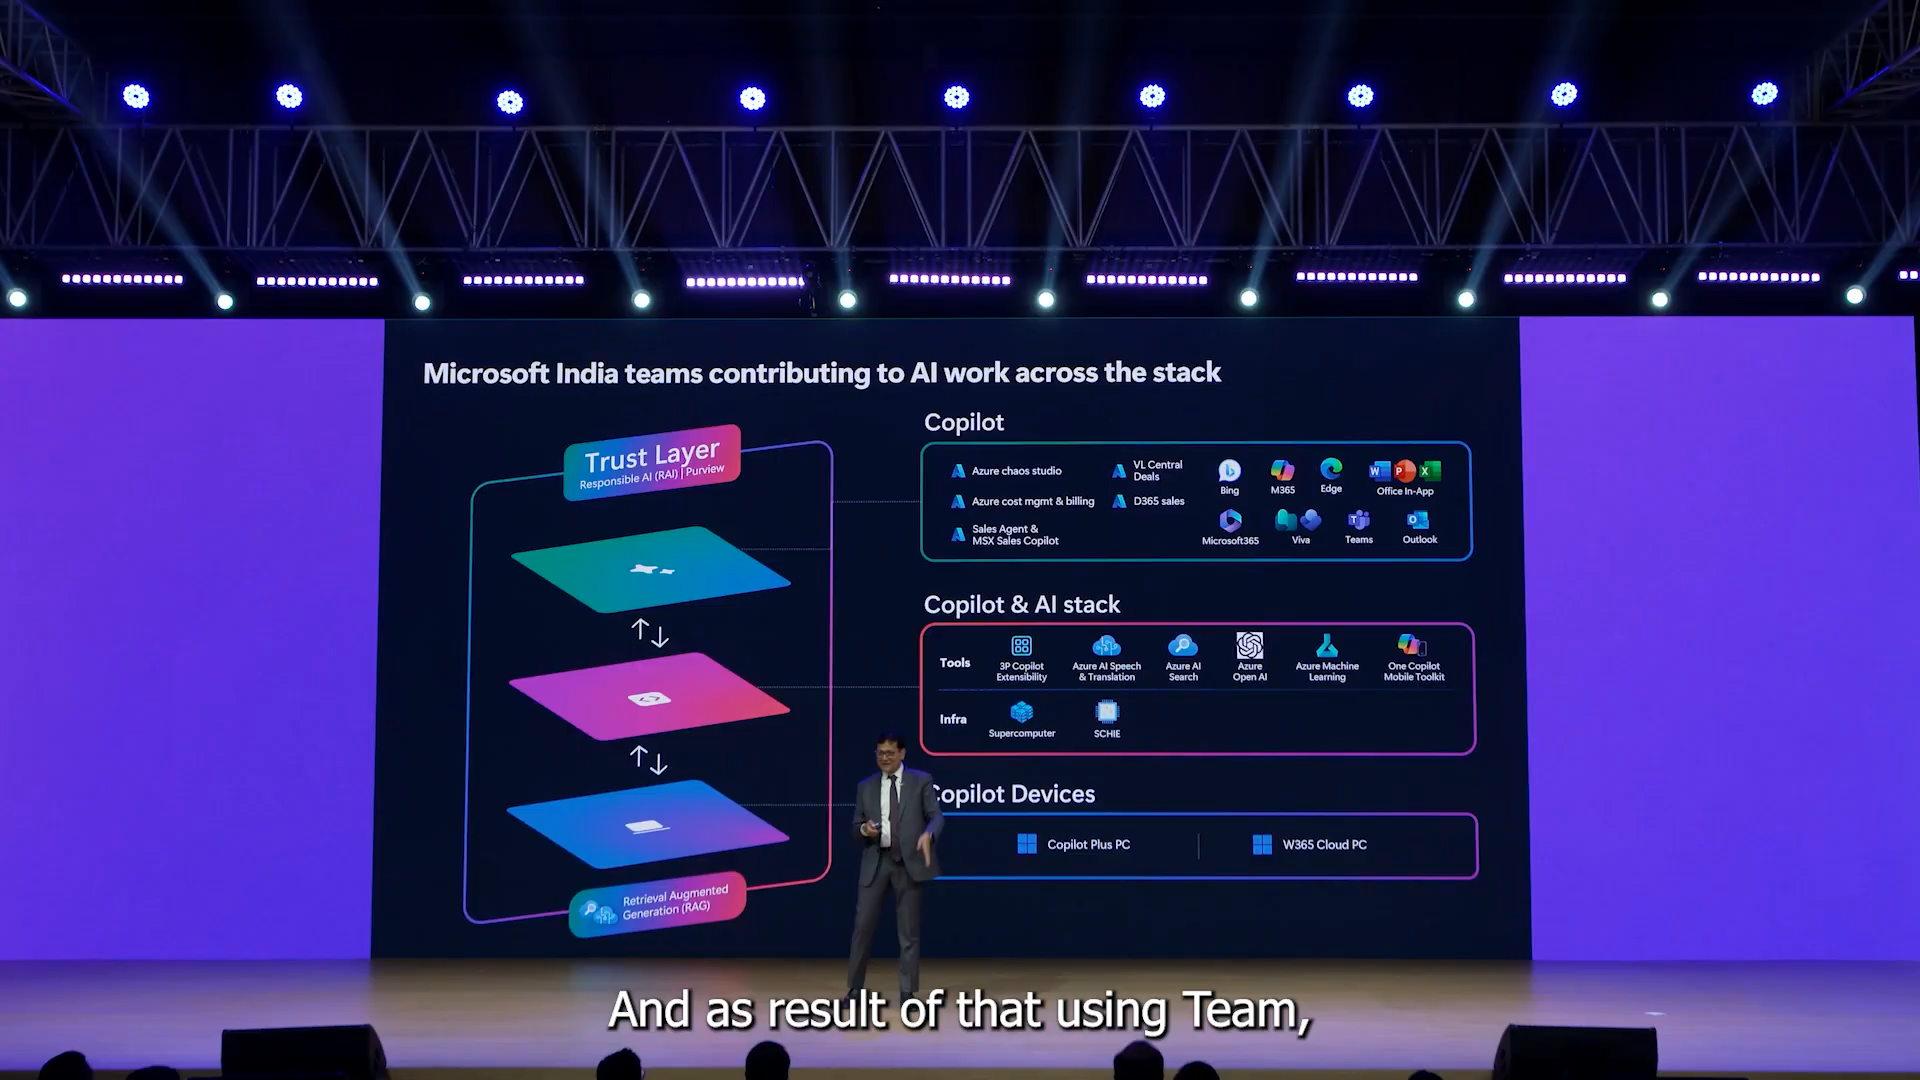 Microsoft India teams contributing to AI work across the stack
Trust Layer
Responsible AI (RAI) | Purview
Retrieval Augmented
Generation (RAG)
Copilot
Azure chaos studio
Azure cost mgmt & billing
Sales Agent &
MSX Sales Copilot
VL Central
Deals
D365 sales
Bing
M365
Edge
W P X
Office In-App
Microsoft365
Viva
Teams
Outlook
Copilot & AI stack
Tools
3P Copilot
Extensibility
Azure AI Speech
& Translation
Azure AI
Search
Azure
Open AI
Azure Machine
Learning
One Copilot
Mobile Toolkit
Infra
Supercomputer
SCHIE
Copilot Devices
Copilot Plus PC
W365 Cloud PC
And as result of that using Team,